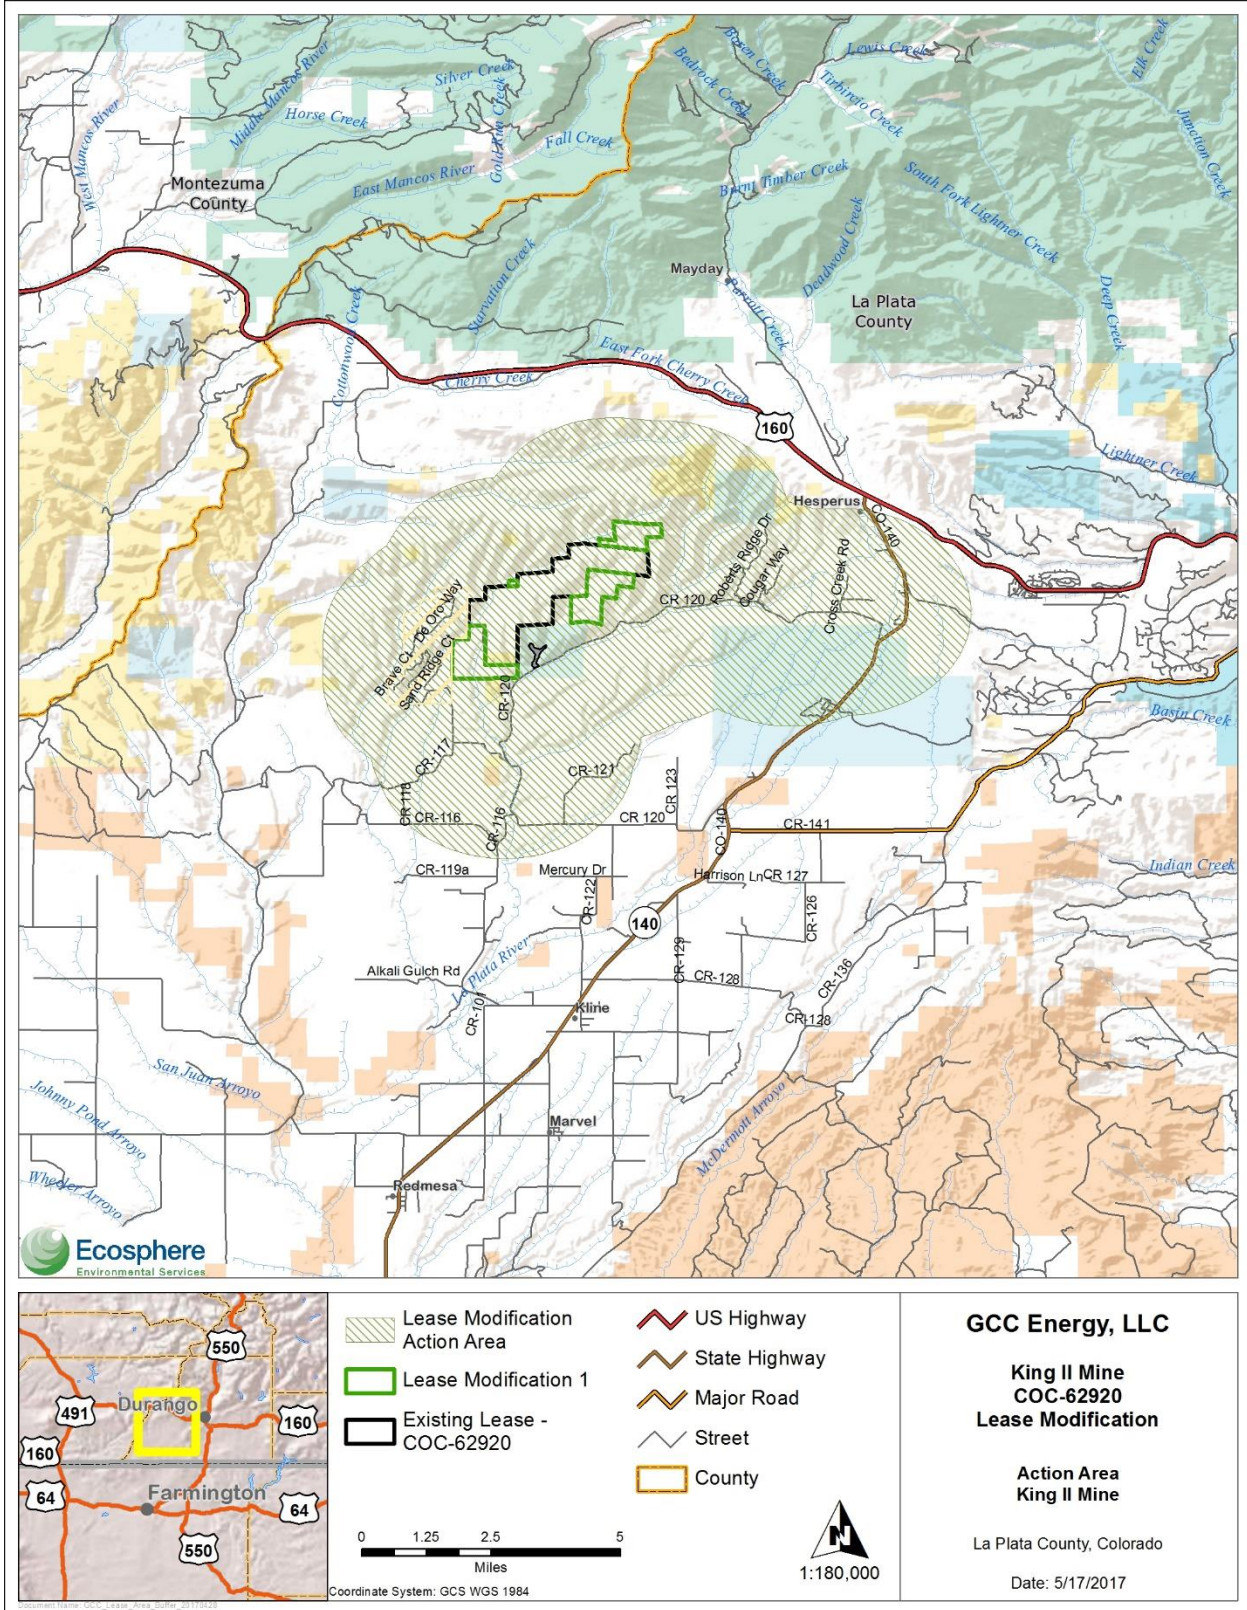 Lewis Creek
Basen Creek
Bedrock Creek
Elk Creek
Silver Creek
Middle Mancos River
Tirbircio Creek
Horse Creek
Gold Run Creek
Fall Creek
Junction Creek
West Mancos River
East Mancos River
Burnt Timber Creek
South Fork Lightner Creek
Montezuma
County
Deadwood Creek
Starvation Creek
Mayday
Parrott Creek
Deep Creek
La Plata
County
Cottonwood Creek
East Fork Cherry Creek
Cherry Creek
160
Lightner Creek
Hesperus
CO-140
Roberts Ridge Dr
Cougar Way
Cross Creek Rd
CR 120
De Oro Way
Brave Ct
Sand Ridge Ct
CR-120
Basin Creek
CR-117
CR-121
CR 123
CR 118
CR-116
CR-116
CR 120
CO-140
CR-141
CR-119a
Mercury Dr
Harrison Ln
CR 127
Indian Creek
CR-122
CR-126
140
CR-129
La Plata River
Alkali Gulch Rd
CR-128
CR-136
CR-101
Kline
CR-128
San Juan Arroyo
Johnny Pond Arroyo
Marvel
McDermott Arroyo
Wheeler Arroyo
Redmesa
Ecosphere
Environmental Services
550
491
Durango
160
160
64
Farmington
64
550
Lease Modification
Action Area
Lease Modification 1
Existing Lease -
COC-62920
US Highway
State Highway
Major Road
Street
County
0 1.25 2.5 5
Miles
Coordinate System: GCS WGS 1984
N
1:180,000
GCC Energy, LLC
King II Mine
COC-62920
Lease Modification
Action Area
King II Mine
La Plata County, Colorado
Date: 5/17/2017
Document Name: GCC_Lease_Area_Buffer_20170428